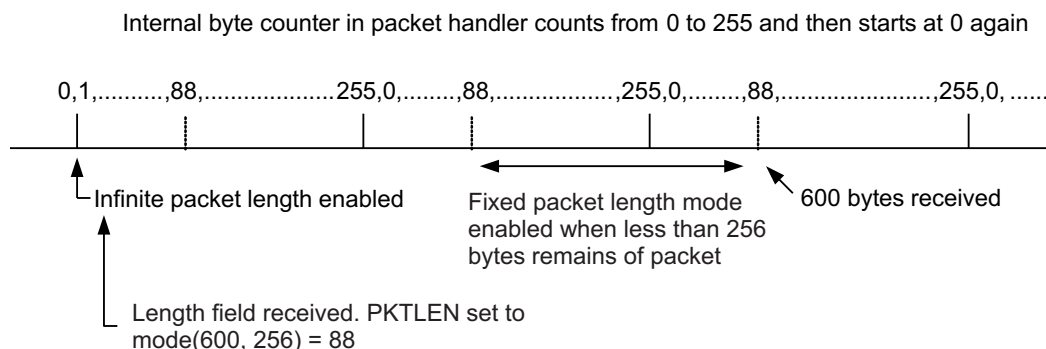 Internal byte counter in packet handler counts from 0 to 255 and then starts at 0 again
0,1,..........,88,....................255,0,.......,88,..................,255,0,.......,88,......................,255,0, ......
Infinite packet length enabled
Fixed packet length mode
enabled when less than 256
bytes remains of packet
600 bytes received
Length field received. PKTLEN set to
mode(600, 256) = 88